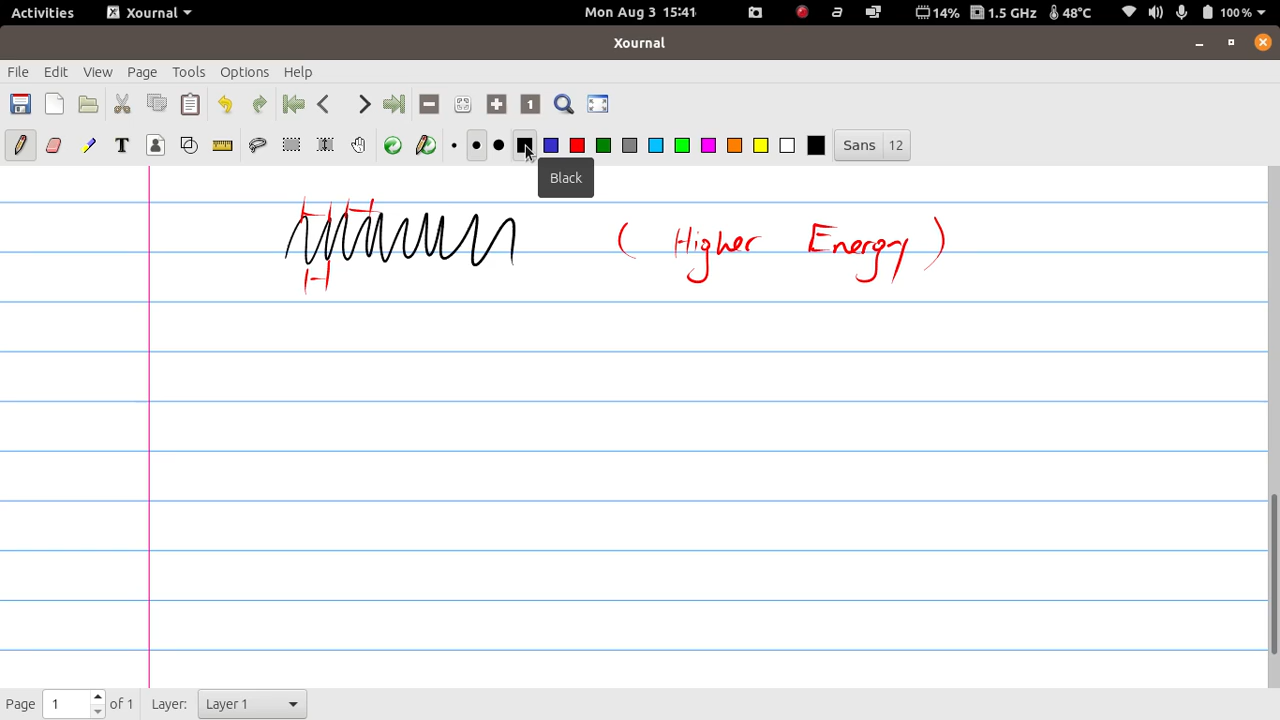 Activities Xournal Mon Aug 3 15:41 a 14% 1.5 GHz 48°C 100 %
Xournal
File Edit View Page Tools Options Help
1
T Sans 12
Black
( Higher Energy )
Page 1 of 1 Layer: Layer 1